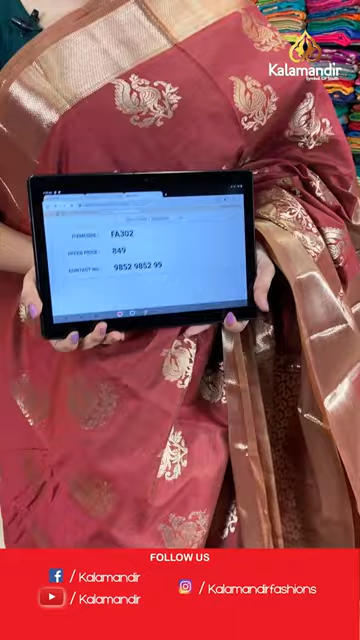 Kalamandir
Symbol Of South
ITEM CODE : FA302
OFFER PRICE : 849
CONTACT NO : 9852 9852 99
FOLLOW US
/ Kalamandir
/ Kalamandirfashions
/ Kalamandir